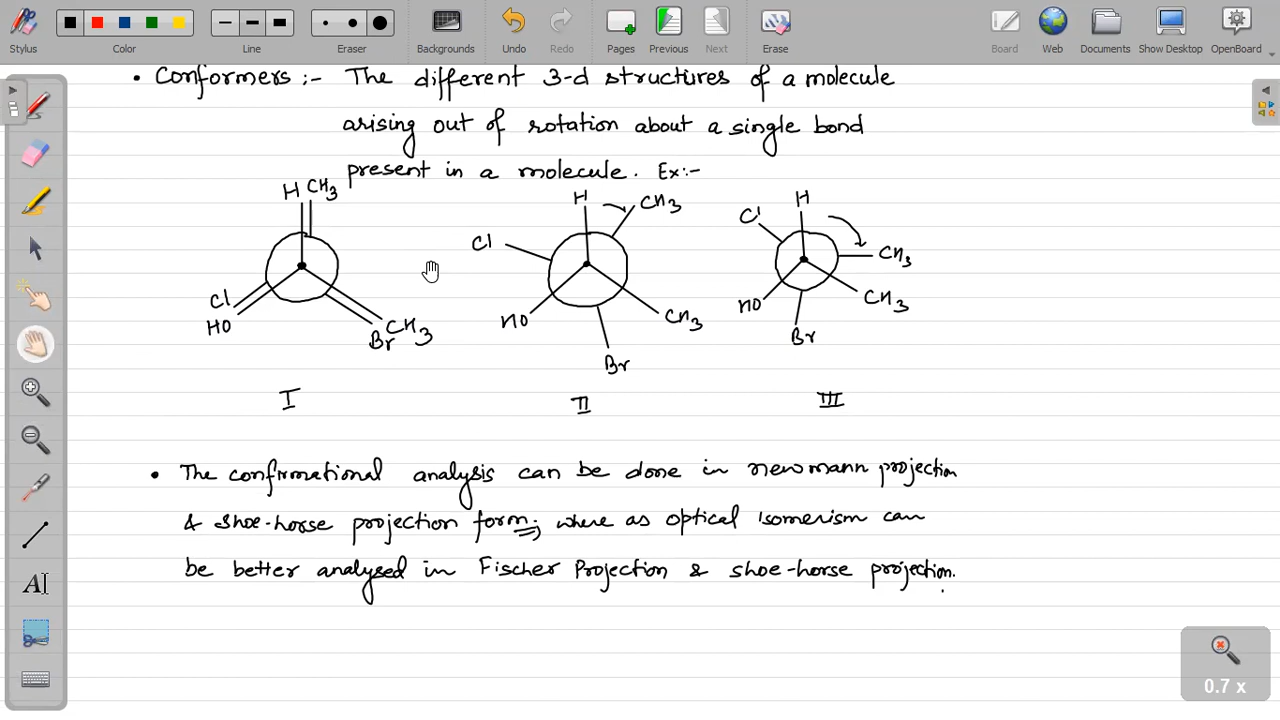 Stylus Color Line Eraser Backgrounds Undo Redo Pages Previous Next Erase Board Web Documents Show Desktop OpenBoard
• Conformers :- The different 3-d structures of a molecule
arising out of rotation about a single bond
present in a molecule. Ex:-
H CH3
Cl
HO
CH3
Br
H
CH3
Cl
HO
CH3
Br
H
Cl
CH3
HO
CH3
Br
I II III
• The confirmational analysis can be done in newmann projection
& shoe-horse projection form; where as optical Isomerism can
be better analysed in Fischer Projection & shoe-horse projection.
0.7 x